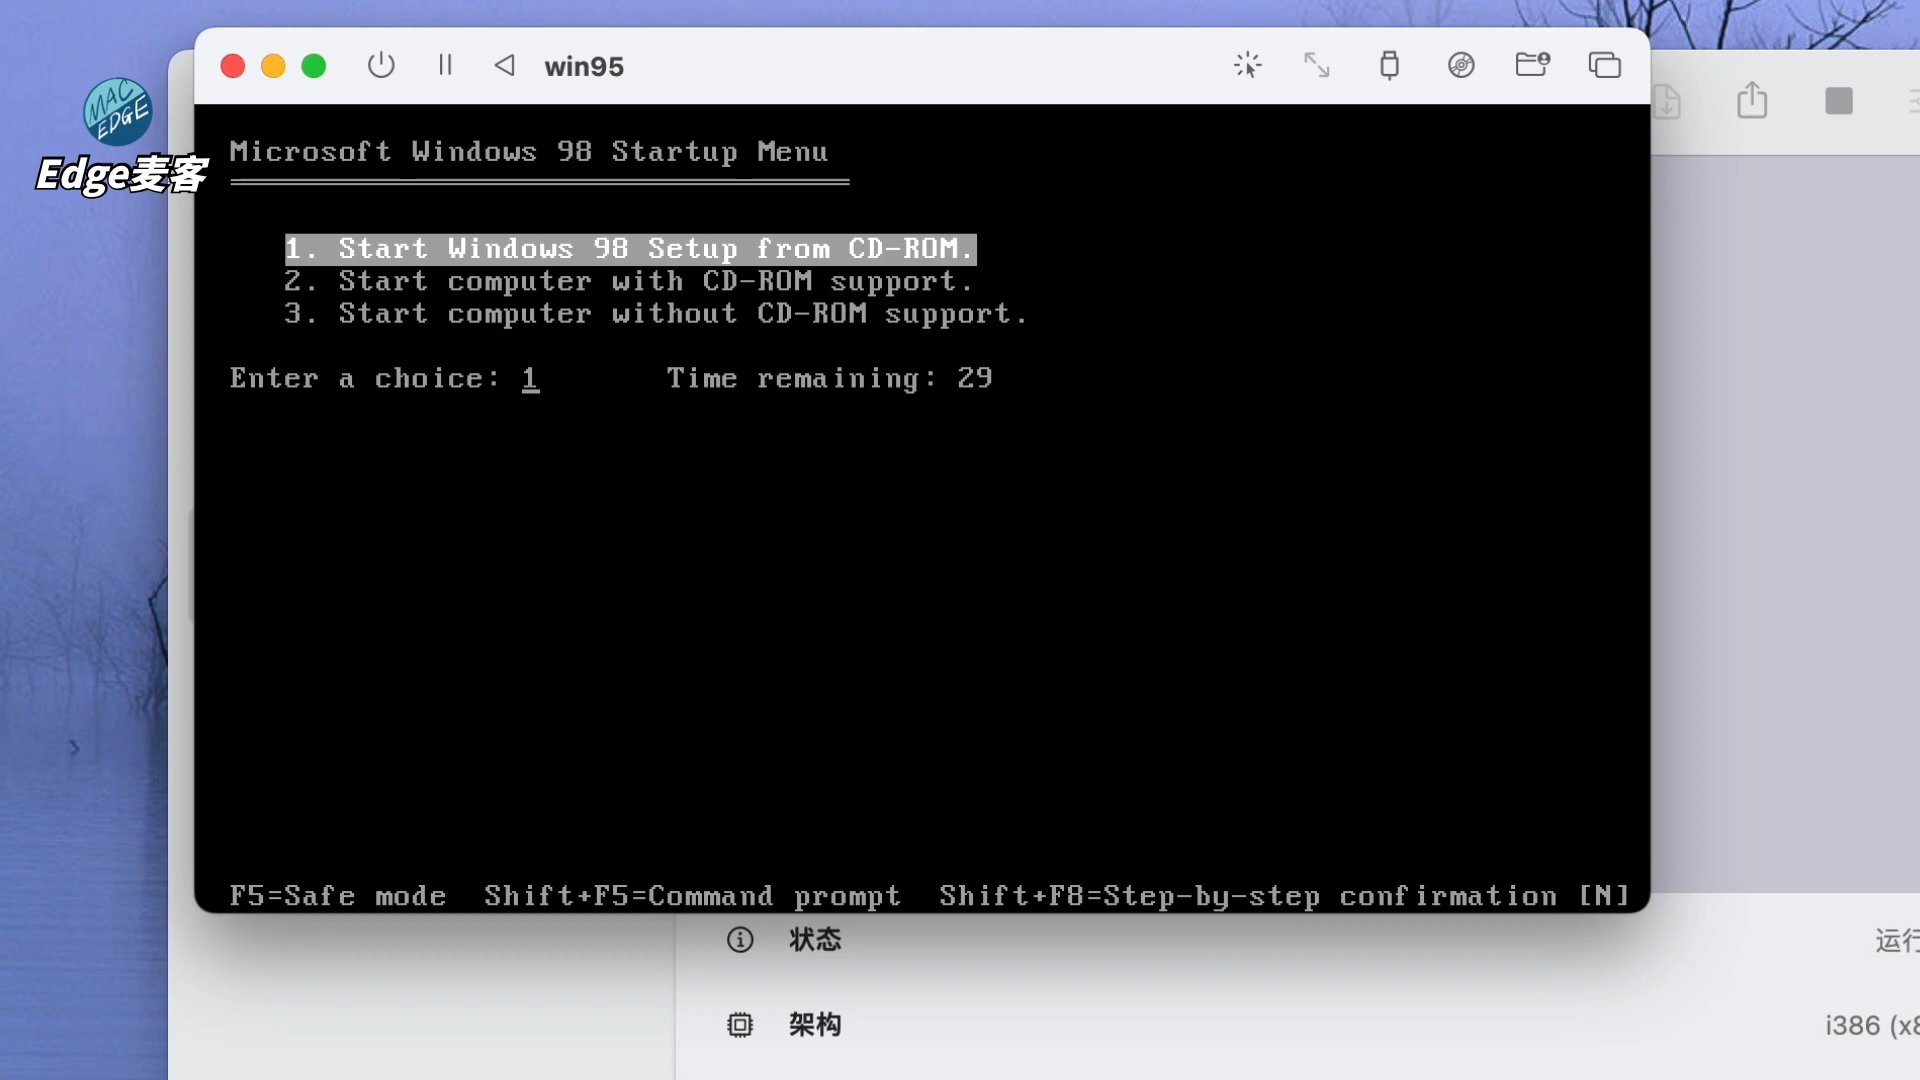 win95
MAC
EDGE
Edge麦客
Microsoft Windows 98 Startup Menu
1. Start Windows 98 Setup from CD-ROM.
2. Start computer with CD-ROM support.
3. Start computer without CD-ROM support.
Enter a choice: 1 Time remaining: 29
F5=Safe mode Shift+F5=Command prompt Shift+F8=Step-by-step confirmation [N]
状态 运行
架构 i386 (x8